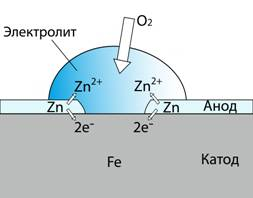 O₂
Электролит
Zn²⁺ Zn²⁺
Zn Zn Анод
2e⁻ 2e⁻
Fe Катод